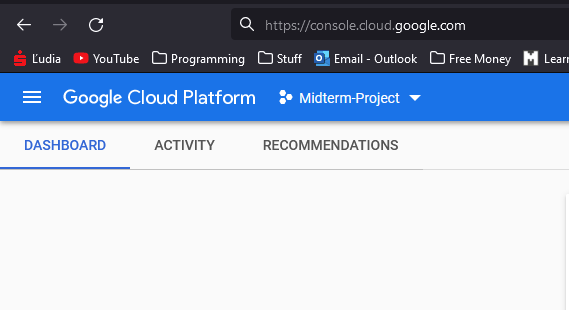 https://console.cloud.google.com
Ľudia YouTube Programming Stuff Email - Outlook Free Money Learn
Google Cloud Platform Midterm-Project
DASHBOARD ACTIVITY RECOMMENDATIONS